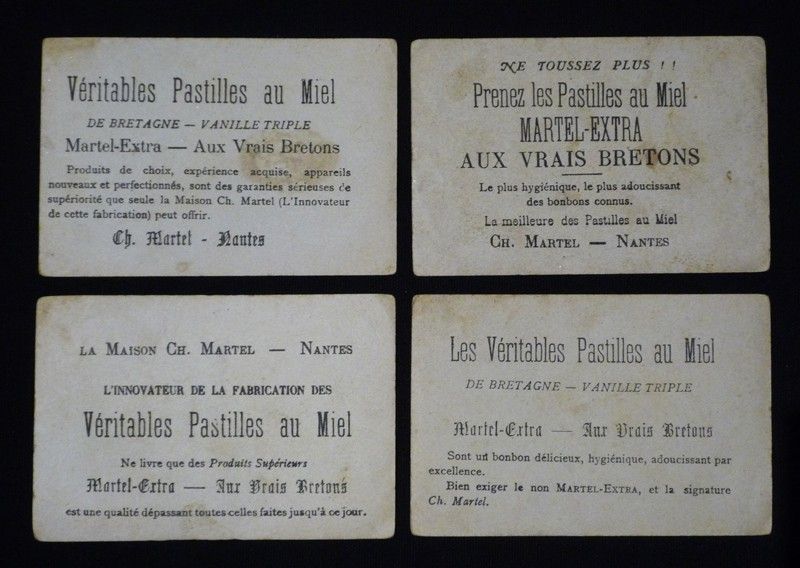 Véritables Pastilles au Miel
DE BRETAGNE — VANILLE TRIPLE
Martel-Extra — Aux Vrais Bretons
Produits de choix, expérience acquise, appareils
nouveaux et perfectionnés, sont des garanties sérieuses de
supériorité que seule la Maison Ch. Martel (L'Innovateur
de cette fabrication) peut offrir.
Ch. Martel - Nantes
NE TOUSSEZ PLUS ! !
Prenez les Pastilles au Miel
MARTEL-EXTRA
AUX VRAIS BRETONS
Le plus hygiénique, le plus adoucissant
des bonbons connus.
La meilleure des Pastilles au Miel
CH. MARTEL — NANTES
LA MAISON CH. MARTEL — NANTES
L'INNOVATEUR DE LA FABRICATION DES
Véritables Pastilles au Miel
Ne livre que des Produits Supérieurs
Martel-Extra — Aux Vrais Bretons
est une qualité dépassant toutes celles faites jusqu'à ce jour.
Les Véritables Pastilles au Miel
DE BRETAGNE — VANILLE TRIPLE
Martel-Extra — Aux Vrais Bretons
Sont un bonbon délicieux, hygiénique, adoucissant par
excellence.
Bien exiger le non MARTEL-EXTRA, et la signature
Ch. Martel.